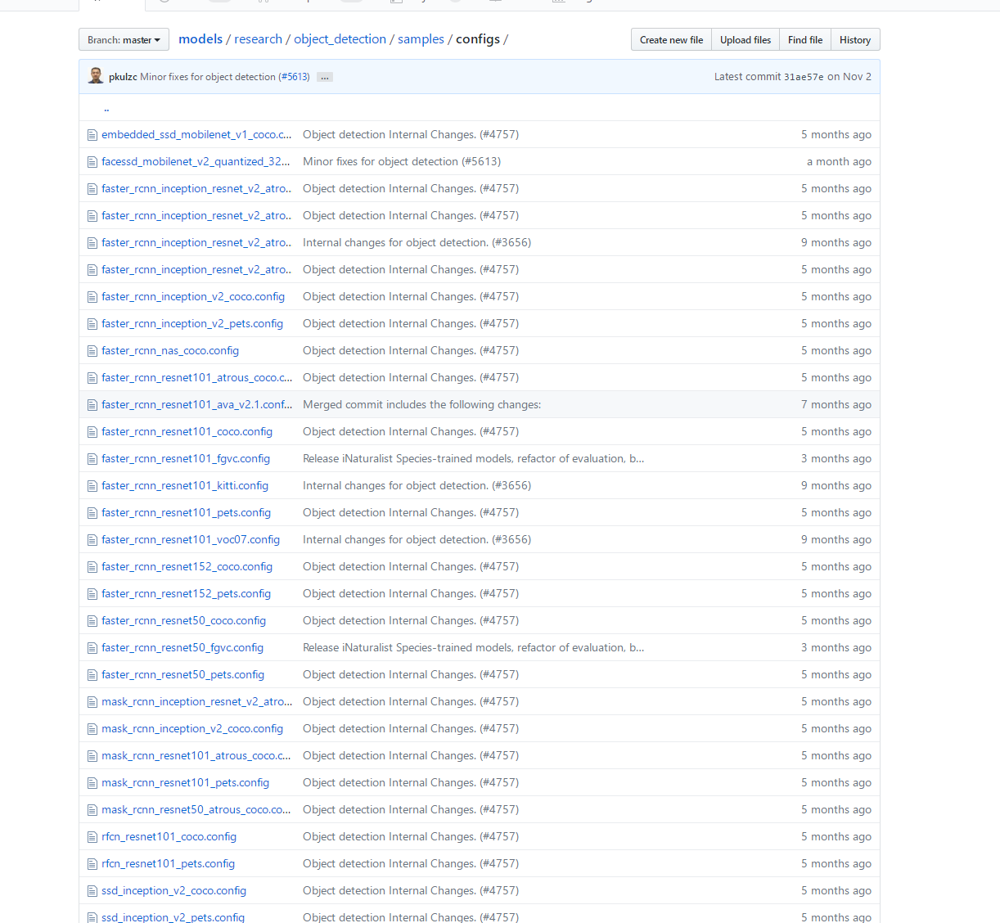 Branch: master models / research / object_detection / samples / configs / Create new file Upload files Find file History
pkulzc Minor fixes for object detection (#5613) ... Latest commit 31ae57e on Nov 2
..
embedded_ssd_mobilenet_v1_coco.c... Object detection Internal Changes. (#4757) 5 months ago
facessd_mobilenet_v2_quantized_32... Minor fixes for object detection (#5613) a month ago
faster_rcnn_inception_resnet_v2_atro.. Object detection Internal Changes. (#4757) 5 months ago
faster_rcnn_inception_resnet_v2_atro.. Object detection Internal Changes. (#4757) 5 months ago
faster_rcnn_inception_resnet_v2_atro.. Internal changes for object detection. (#3656) 9 months ago
faster_rcnn_inception_resnet_v2_atro.. Object detection Internal Changes. (#4757) 5 months ago
faster_rcnn_inception_v2_coco.config Object detection Internal Changes. (#4757) 5 months ago
faster_rcnn_inception_v2_pets.config Object detection Internal Changes. (#4757) 5 months ago
faster_rcnn_nas_coco.config Object detection Internal Changes. (#4757) 5 months ago
faster_rcnn_resnet101_atrous_coco.c... Object detection Internal Changes. (#4757) 5 months ago
faster_rcnn_resnet101_ava_v2.1.conf... Merged commit includes the following changes: 7 months ago
faster_rcnn_resnet101_coco.config Object detection Internal Changes. (#4757) 5 months ago
faster_rcnn_resnet101_fgvc.config Release iNaturalist Species-trained models, refactor of evaluation, b... 3 months ago
faster_rcnn_resnet101_kitti.config Internal changes for object detection. (#3656) 9 months ago
faster_rcnn_resnet101_pets.config Object detection Internal Changes. (#4757) 5 months ago
faster_rcnn_resnet101_voc07.config Internal changes for object detection. (#3656) 9 months ago
faster_rcnn_resnet152_coco.config Object detection Internal Changes. (#4757) 5 months ago
faster_rcnn_resnet152_pets.config Object detection Internal Changes. (#4757) 5 months ago
faster_rcnn_resnet50_coco.config Object detection Internal Changes. (#4757) 5 months ago
faster_rcnn_resnet50_fgvc.config Release iNaturalist Species-trained models, refactor of evaluation, b... 3 months ago
faster_rcnn_resnet50_pets.config Object detection Internal Changes. (#4757) 5 months ago
mask_rcnn_inception_resnet_v2_atro... Object detection Internal Changes. (#4757) 5 months ago
mask_rcnn_inception_v2_coco.config Object detection Internal Changes. (#4757) 5 months ago
mask_rcnn_resnet101_atrous_coco.c... Object detection Internal Changes. (#4757) 5 months ago
mask_rcnn_resnet101_pets.config Object detection Internal Changes. (#4757) 5 months ago
mask_rcnn_resnet50_atrous_coco.co... Object detection Internal Changes. (#4757) 5 months ago
rfcn_resnet101_coco.config Object detection Internal Changes. (#4757) 5 months ago
rfcn_resnet101_pets.config Object detection Internal Changes. (#4757) 5 months ago
ssd_inception_v2_coco.config Object detection Internal Changes. (#4757) 5 months ago
ssd_inception_v2_pets.config Object detection Internal Changes. (#4757) 5 months ago